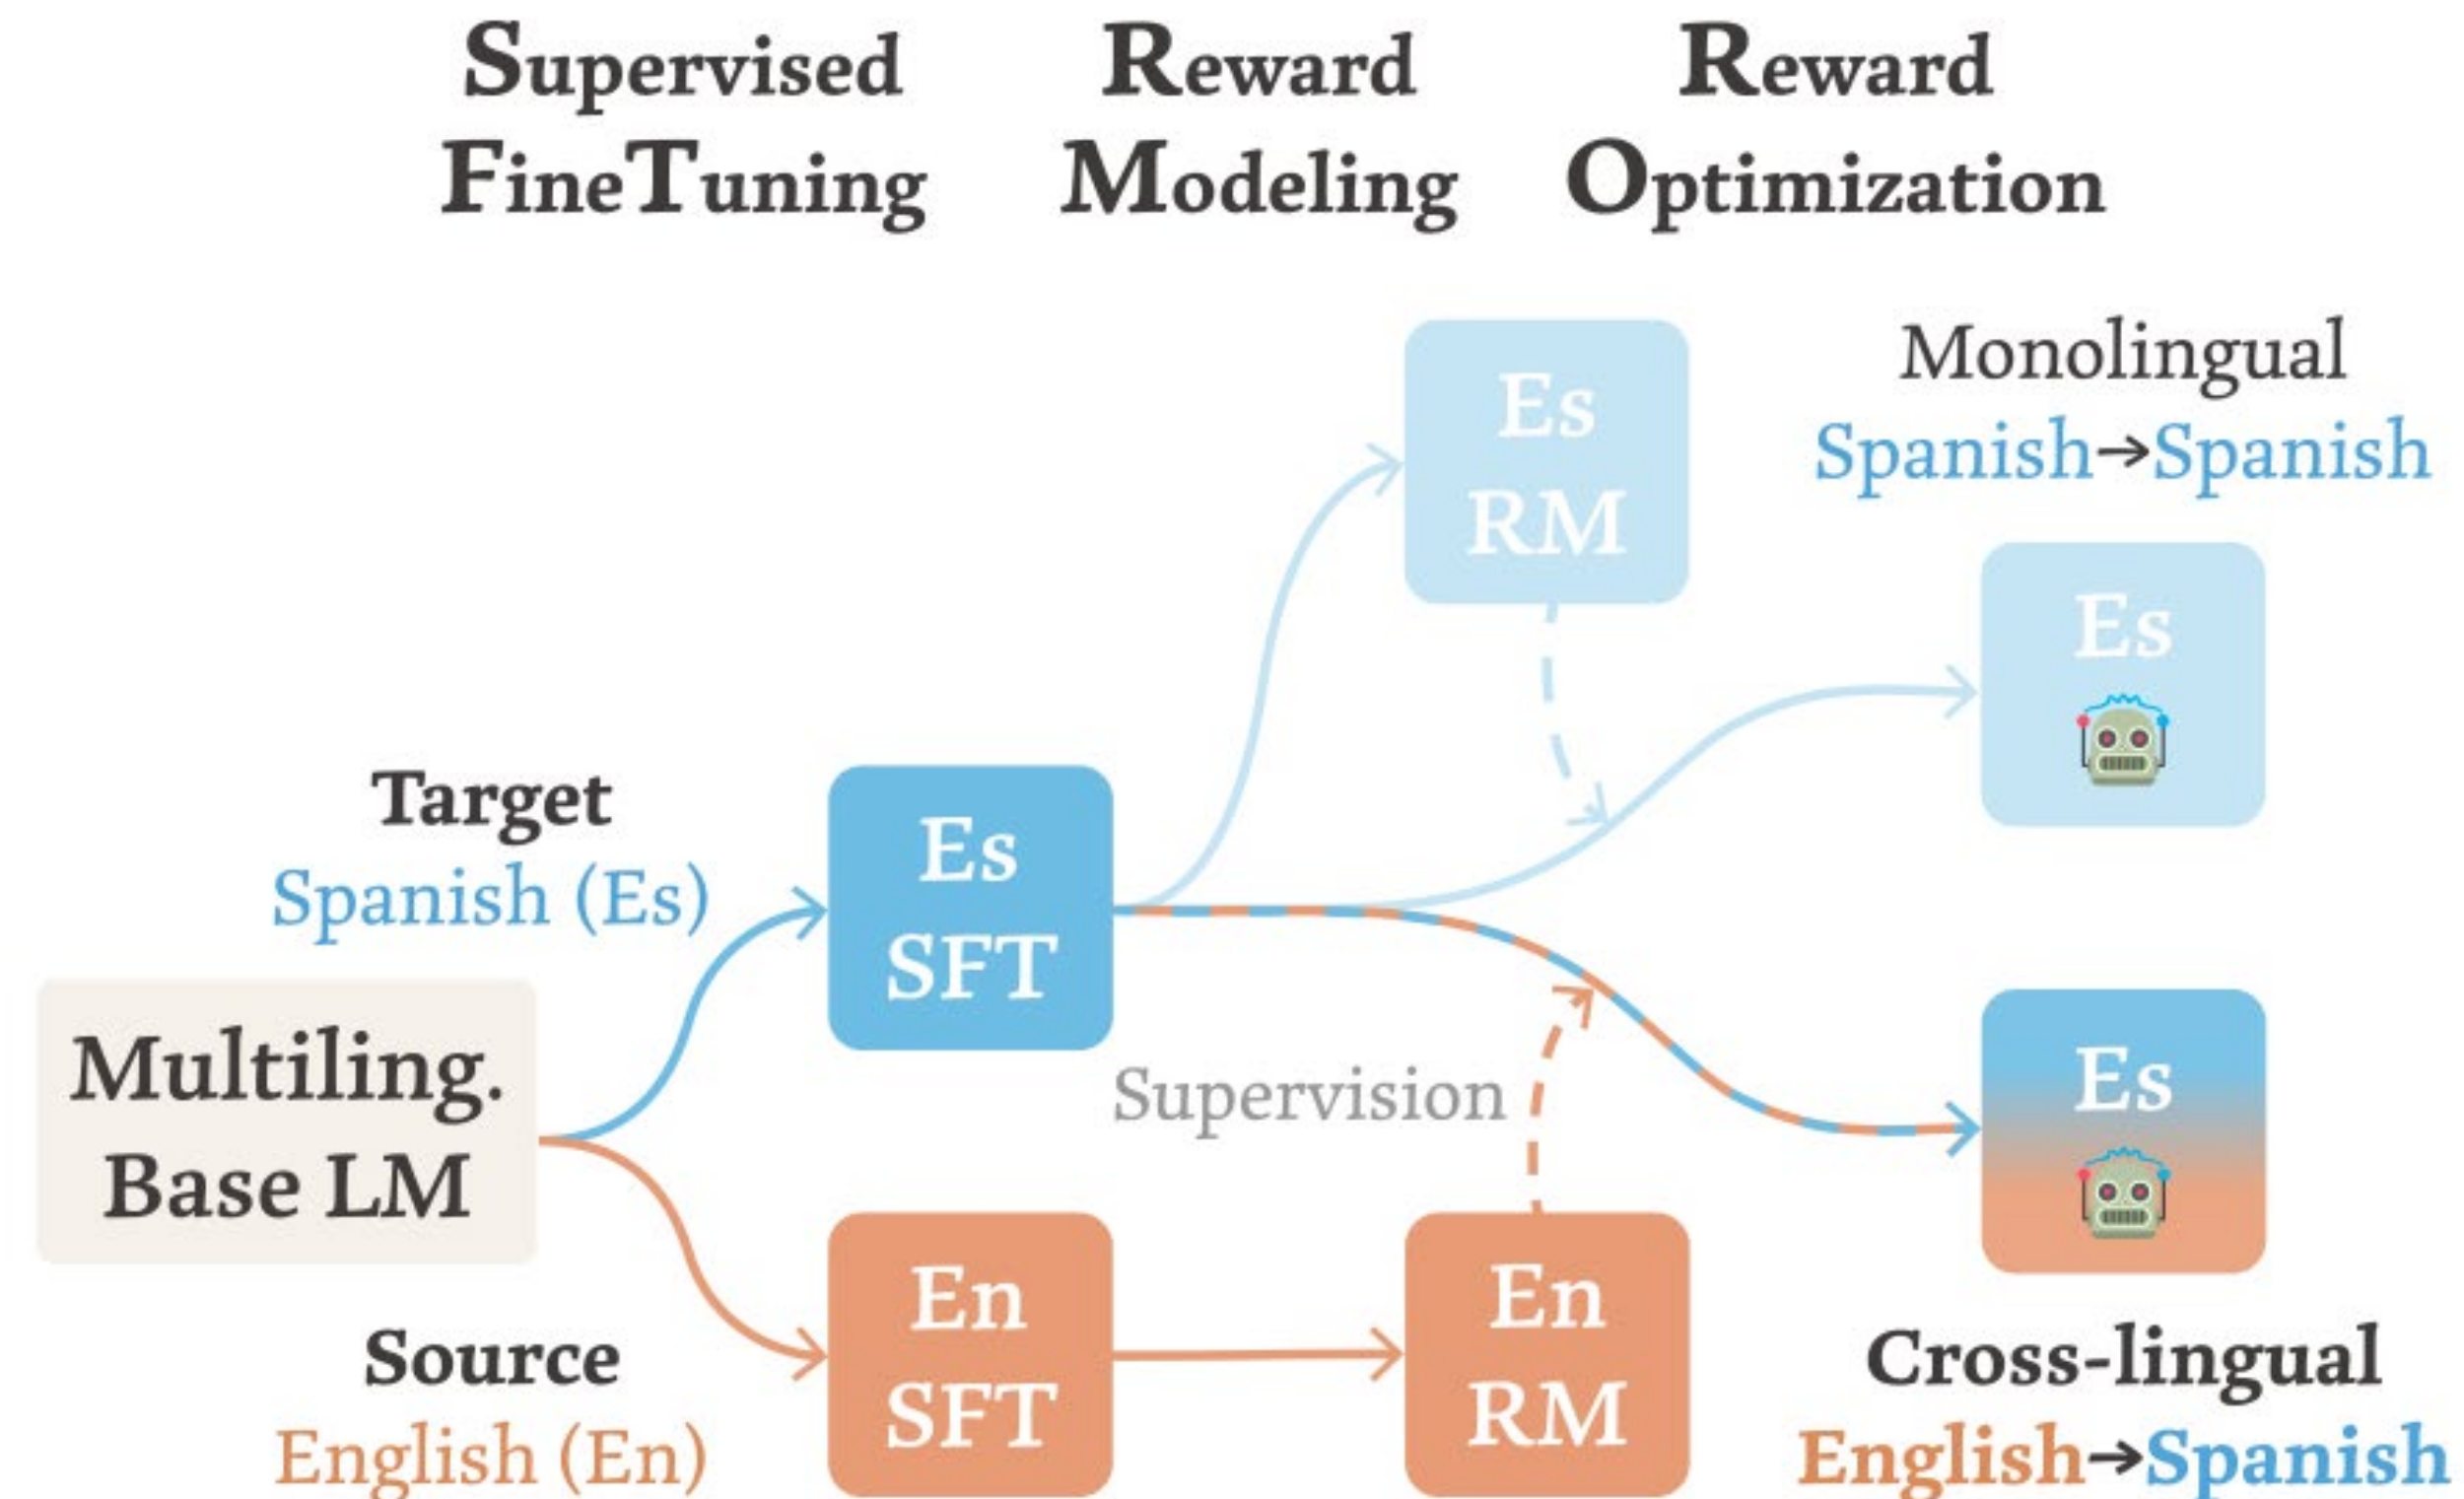 Supervised
FineTuning
Reward
Modeling
Reward
Optimization
Es
RM
Monolingual
Spanish→Spanish
Es
Target
Spanish (Es)
Es
SFT
Multiling.
Base LM
Supervision
Es
Source
English (En)
En
SFT
En
RM
Cross-lingual
English→Spanish